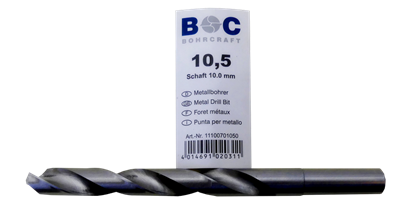 BOC
BOHRCRAFT
10,5
Schaft 10.0 mm
D Metallbohrer
GB Metal Drill Bit
F Foret métaux
I Punta per metallo
Art.-Nr. 11100701050
4 014691 020311